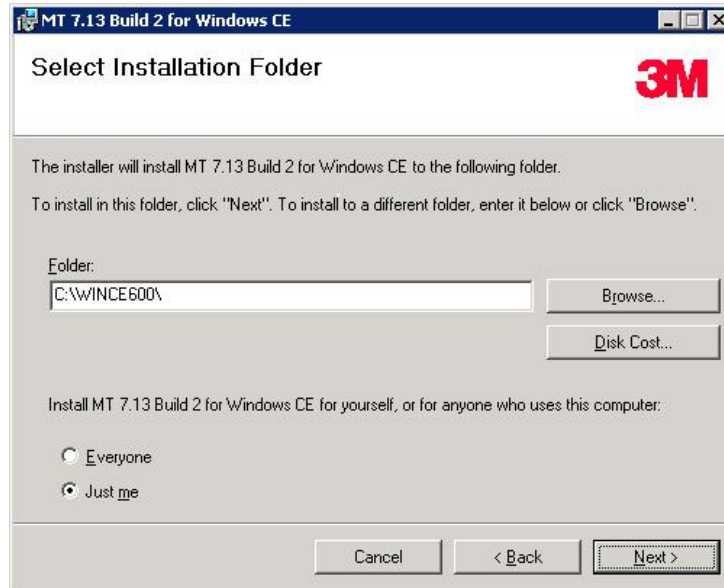 MT 7.13 Build 2 for Windows CE
Select Installation Folder
3M
The installer will install MT 7.13 Build 2 for Windows CE to the following folder.
To install in this folder, click "Next". To install to a different folder, enter it below or click "Browse".
Folder:
C:\WINCE600\
Browse...
Disk Cost...
Install MT 7.13 Build 2 for Windows CE for yourself, or for anyone who uses this computer:
Everyone
Just me
Cancel
< Back
Next >